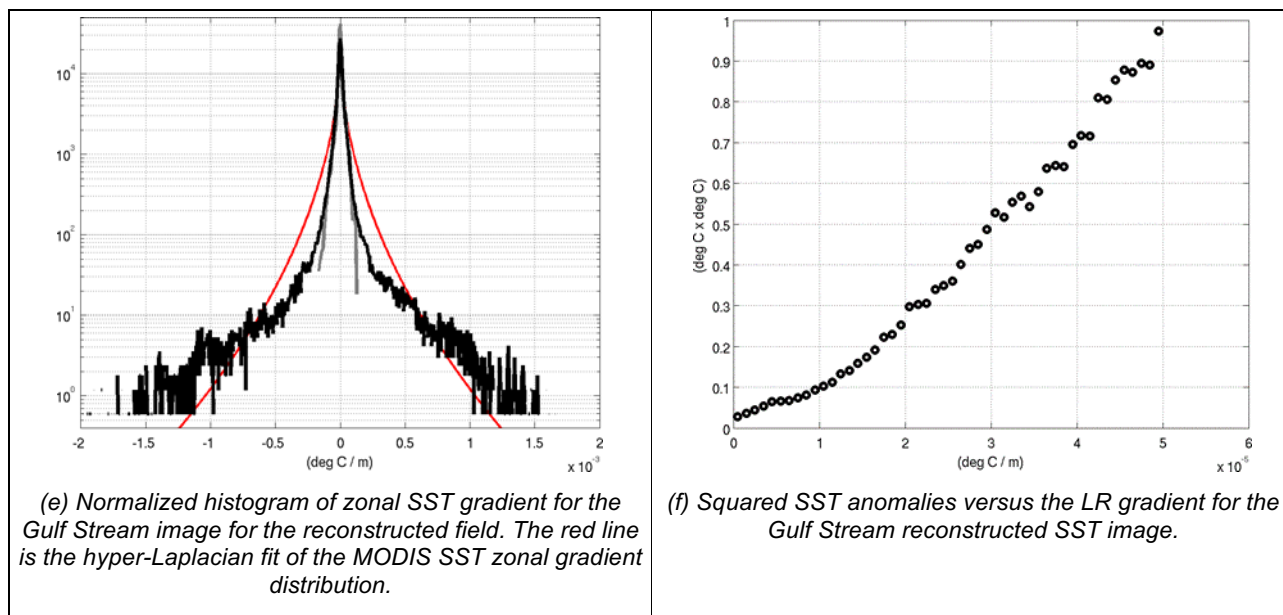 10^4
10^3
10^2
10^1
10^0
-2 -1.5 -1 -0.5 0 0.5 1 1.5 2
(deg C / m)
x 10^-3
(e) Normalized histogram of zonal SST gradient for the
Gulf Stream image for the reconstructed field. The red line
is the hyper-Laplacian fit of the MODIS SST zonal gradient
distribution.
1
0.9
0.8
0.7
0.6
0.5
0.4
0.3
0.2
0.1
0
(deg C x deg C)
0 1 2 3 4 5 6
(deg C / m)
x 10^-5
(f) Squared SST anomalies versus the LR gradient for the
Gulf Stream reconstructed SST image.